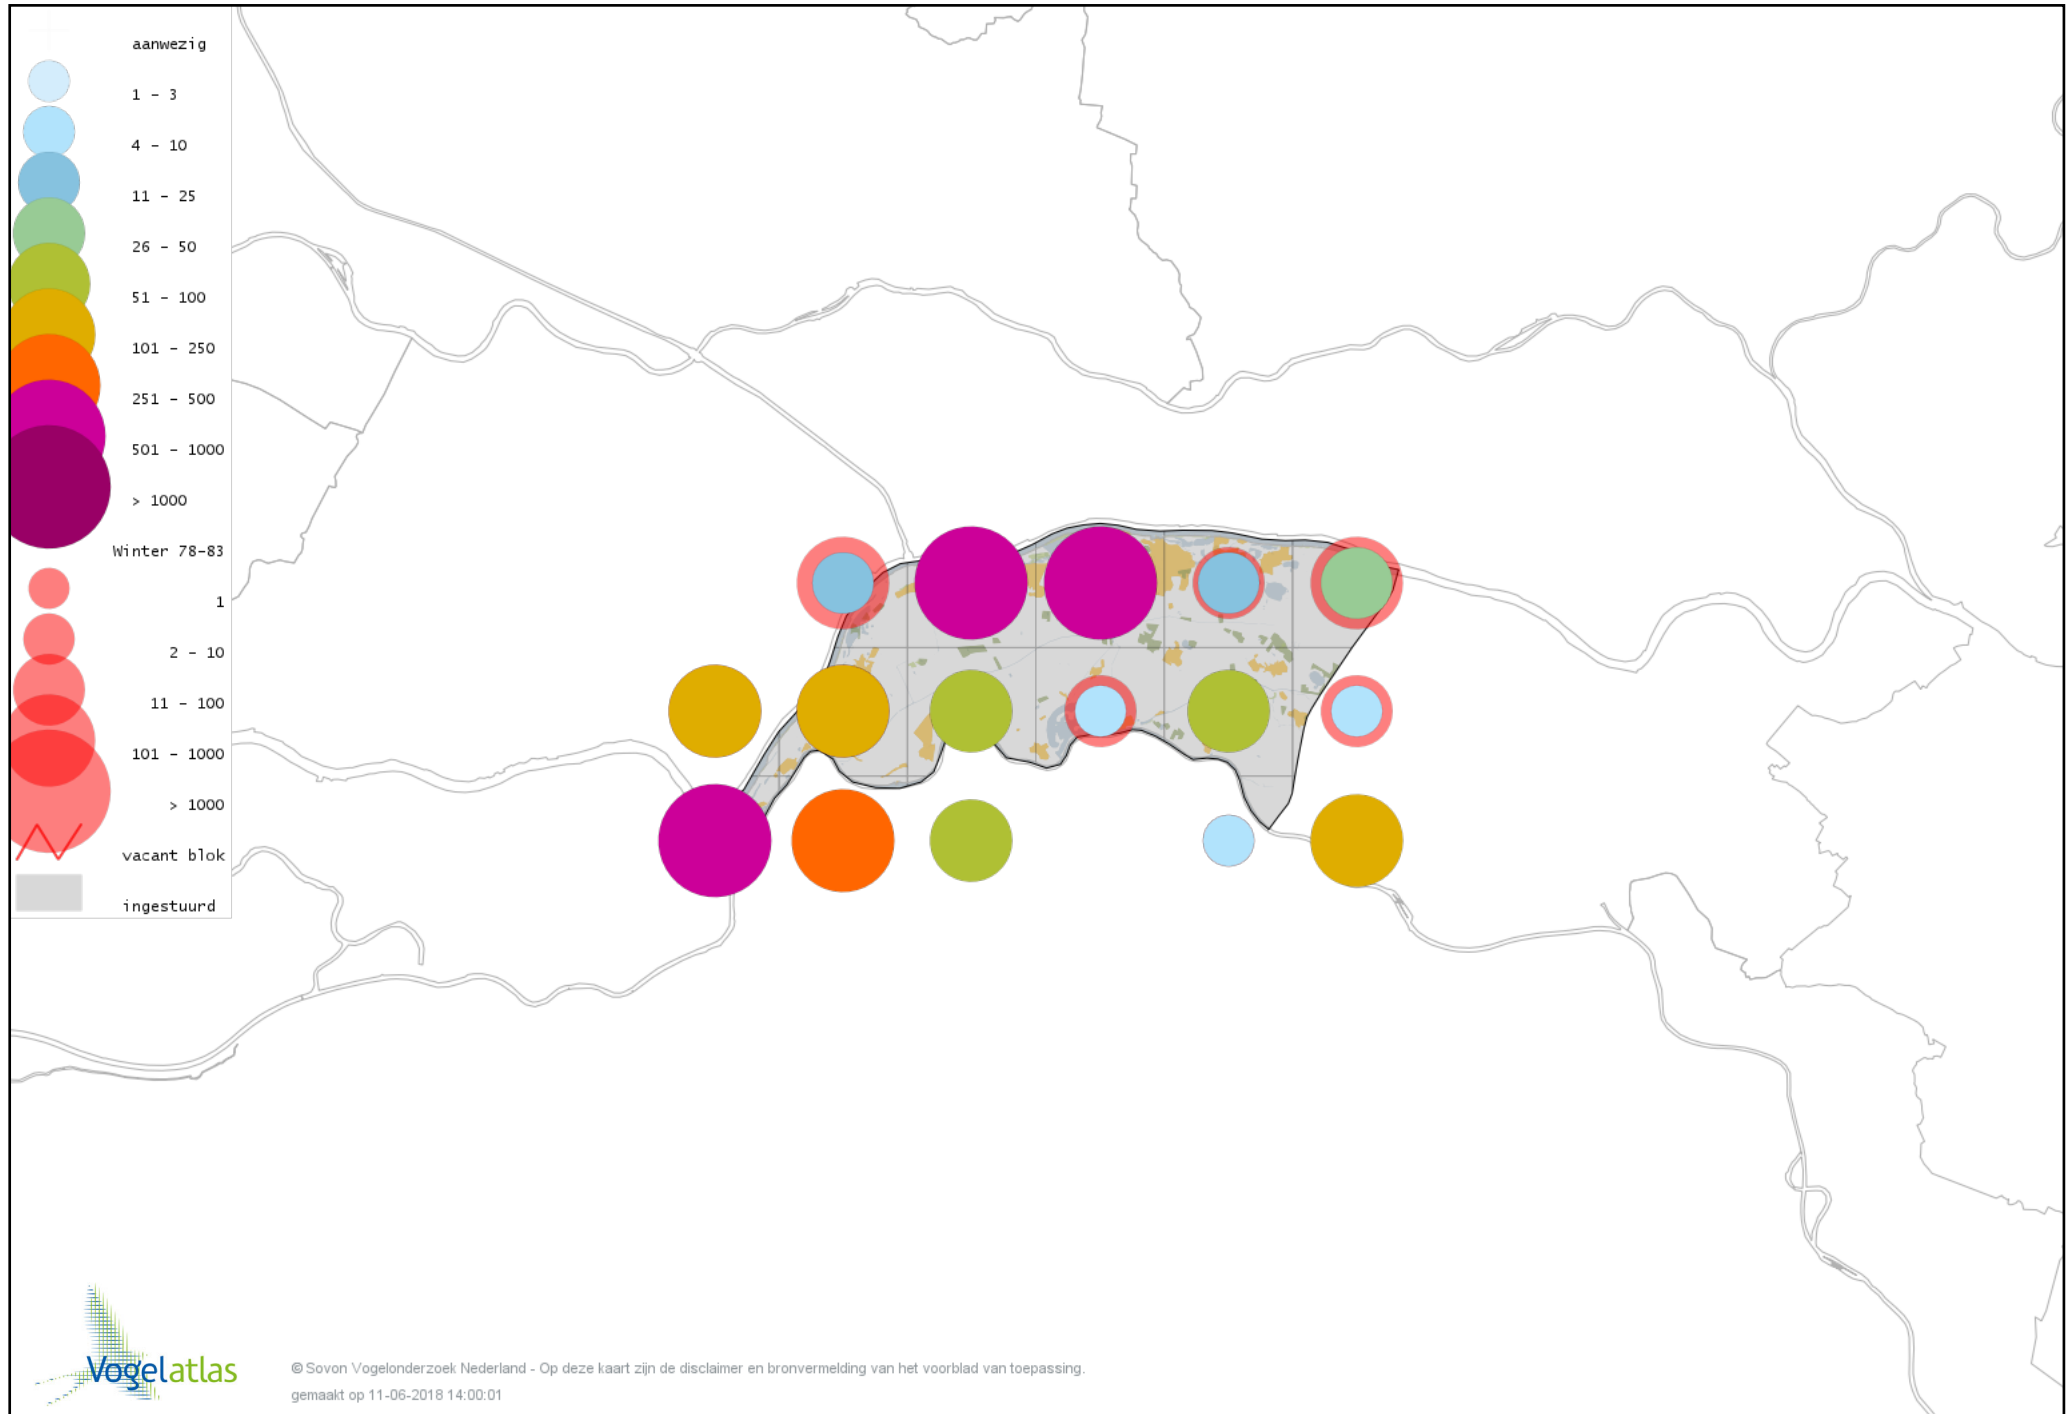 aanwezig
1 - 3
4 - 10
11 - 25
26 - 50
51 - 100
101 - 250
251 - 500
501 - 1000
> 1000
Winter 78-83
1
2 - 10
11 - 100
101 - 1000
> 1000
vacant blok
ingestuurd
Vogelatlas
© Sovon Vogelonderzoek Nederland - Op deze kaart zijn de disclaimer en bronvermelding van het voorblad van toepassing.
gemaakt op 11-06-2018 14:00:01